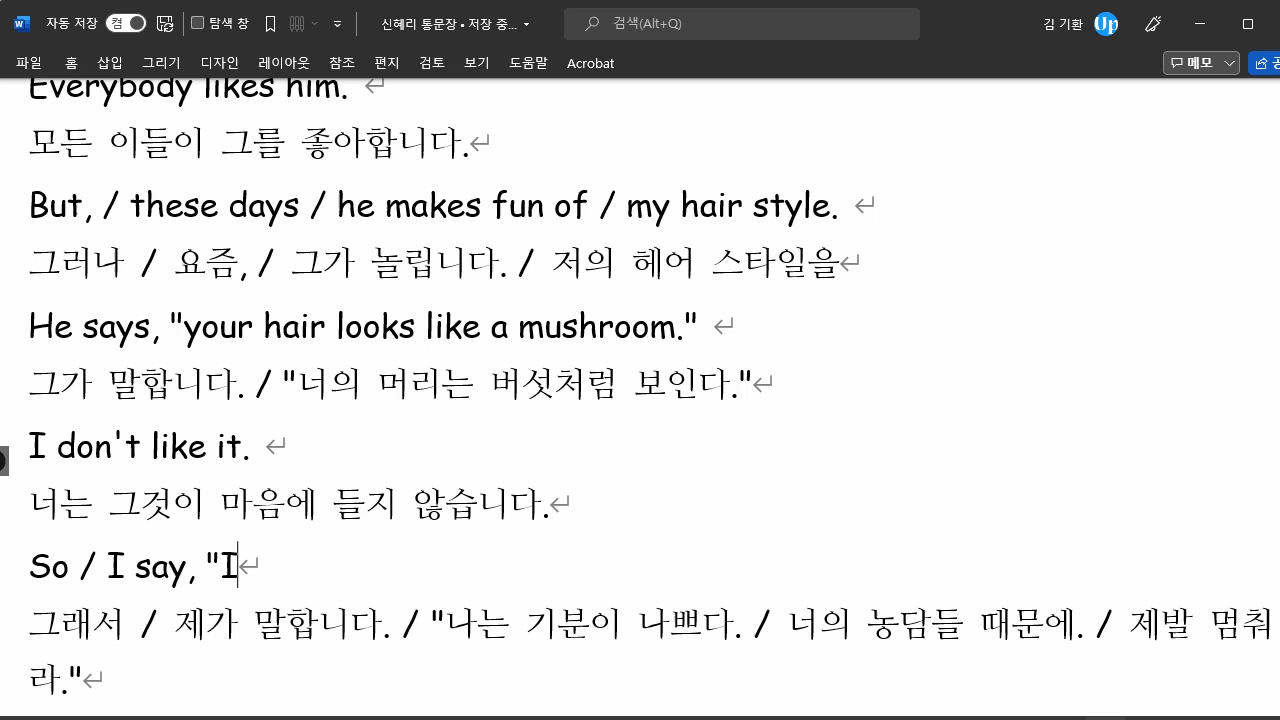 자동 저장 컴 탐색 창 신혜리 통문장 • 저장 중... 검색(Alt+Q) 김 기환 Up
파일 홈 삽입 그리기 디자인 레이아웃 참조 편지 검토 보기 도움말 Acrobat 메모
Everybody likes him.
모든 이들이 그를 좋아합니다.
But, / these days / he makes fun of / my hair style.
그러나 / 요즘, / 그가 놀립니다. / 저의 헤어 스타일을
He says, "your hair looks like a mushroom."
그가 말합니다. / "너의 머리는 버섯처럼 보인다."
I don't like it.
너는 그것이 마음에 들지 않습니다.
So / I say, "I
그래서 / 제가 말합니다. / "나는 기분이 나쁘다. / 너의 농담들 때문에. / 제발 멈춰
라."